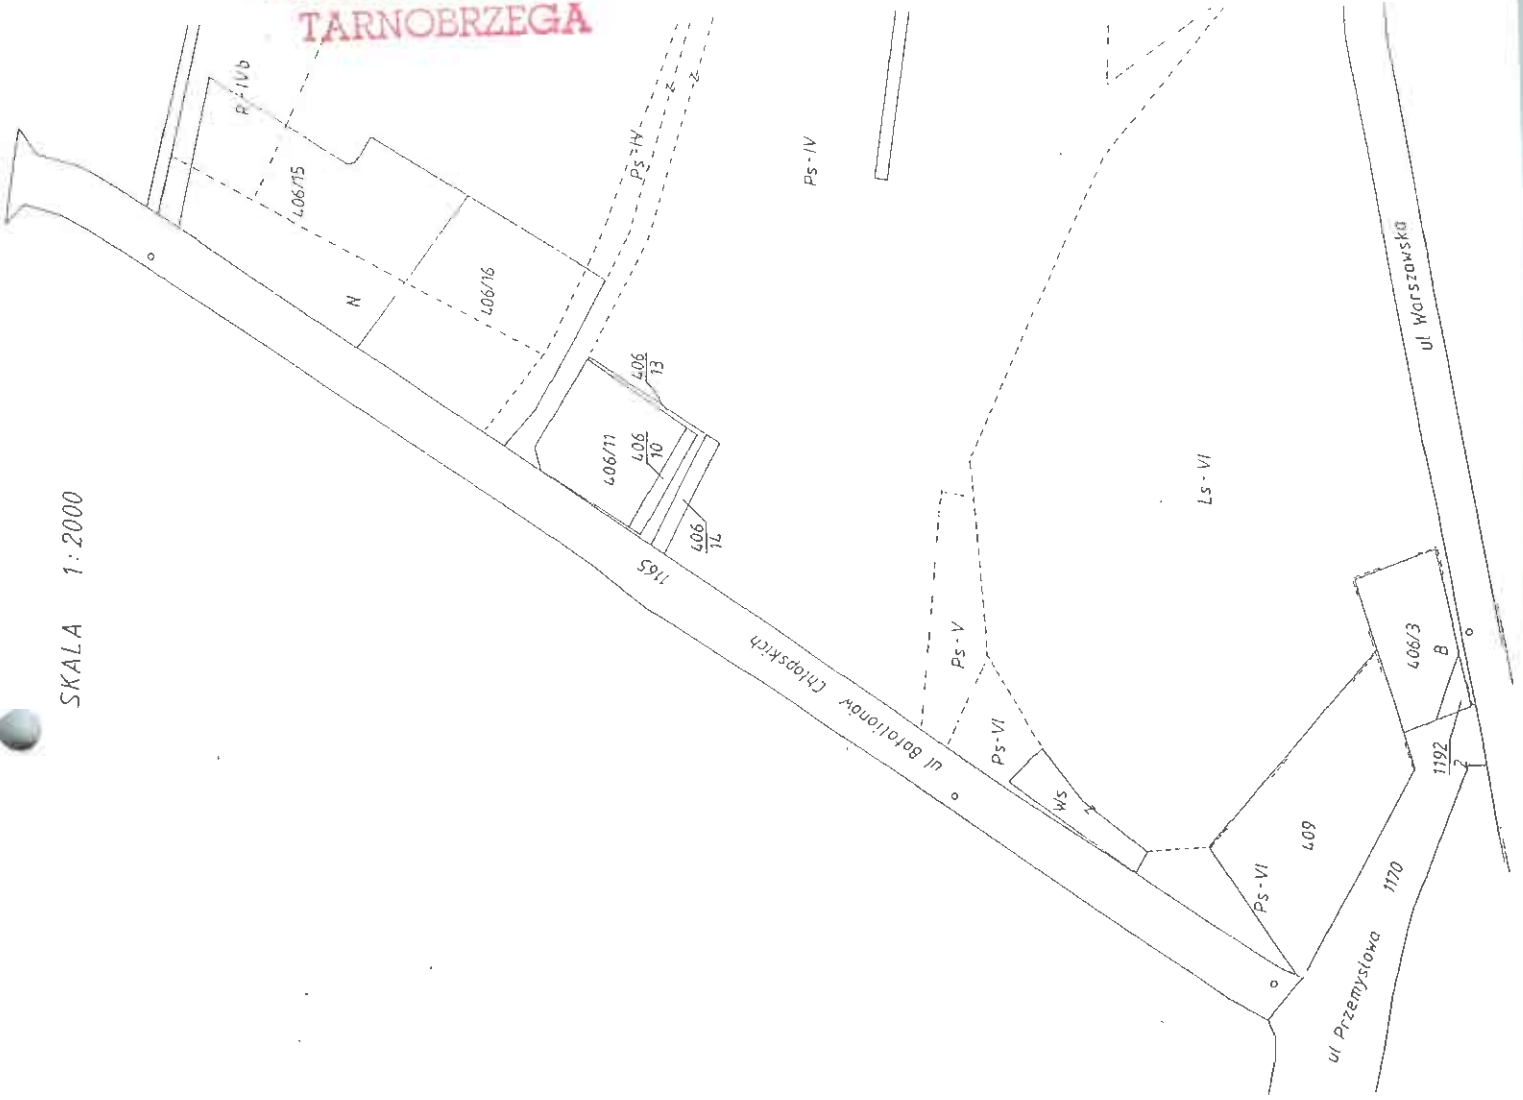 TARNOBRZEGA
SKALA 1:2000
R-IVb
406/15
N
406/16
Ps-IV
z
z
Ps-IV
406/11
406
10
406
13
406
14
1165
ul Batalionów Chłopskich
Ps-V
Ps-VI
Ws
z
Ls-VI
ul Warszawska
406/3
B
1192
2
409
Ps-VI
1170
ul Przemysłowa